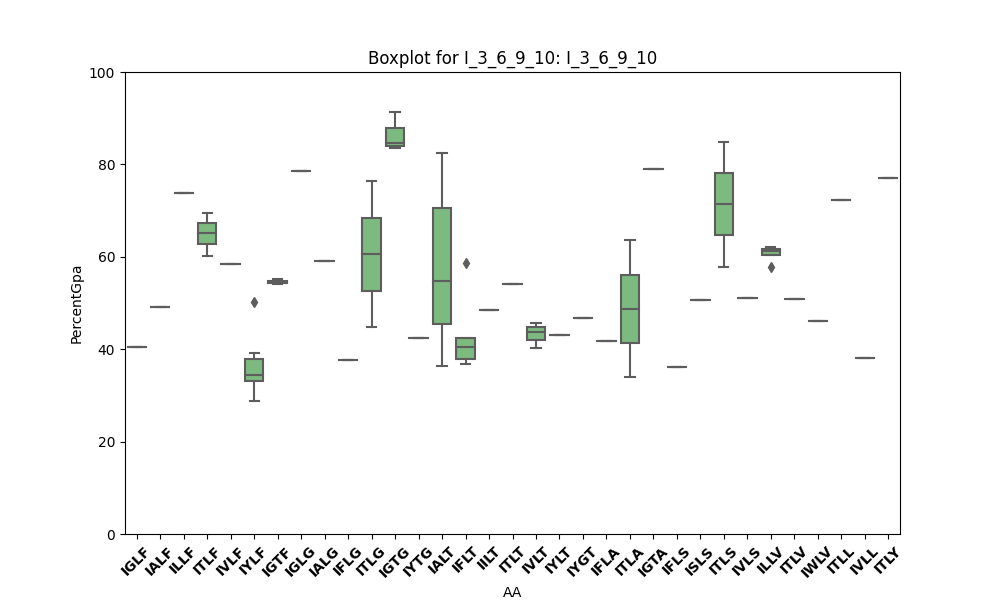 Boxplot for I_3_6_9_10: I_3_6_9_10
100
80
60
40
20
0
PercentGpa
IGLF IALF ILLF ITLF IVLF IYLF IGTF IGLG IALG IFLG ITLG IGTG IYTG IALT IFLT IILT ITLT IVLT IYLT IYGT IFLA ITLA IGTA IFLS ISLS ITLS IVLS ILLV ITLV IWLV ITLL IVLL ITLY
AA